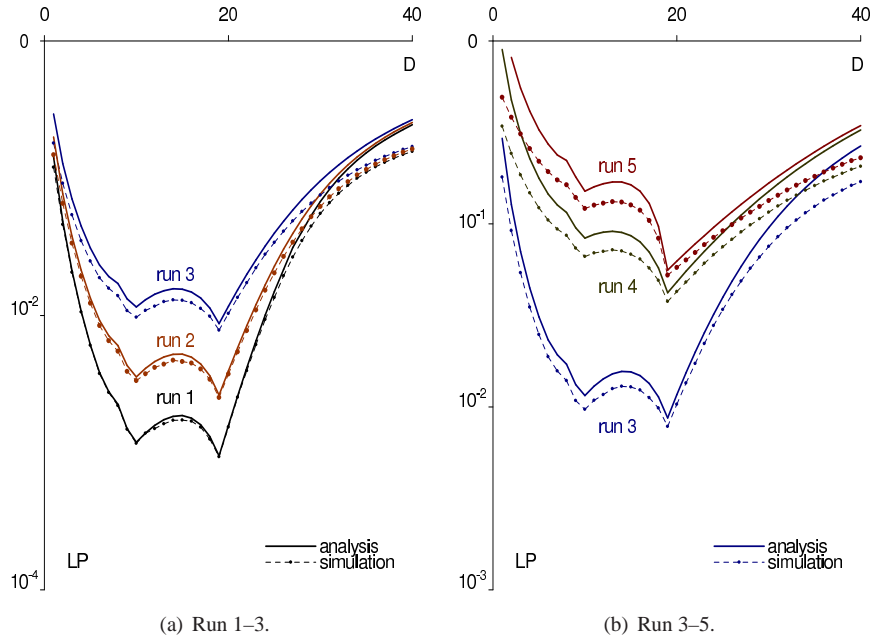 0 20 40
0
D
run 3
10-2
run 2
run 1
LP
analysis
simulation
10-4
(a) Run 1–3.
0 20 40
0
D
run 5
10-1
run 4
10-2
run 3
LP
analysis
simulation
10-3
(b) Run 3–5.